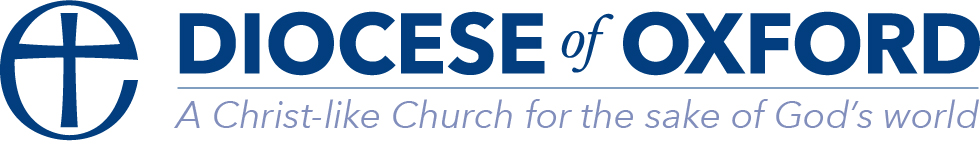 DIOCESE of OXFORD
A Christ-like Church for the sake of God's world